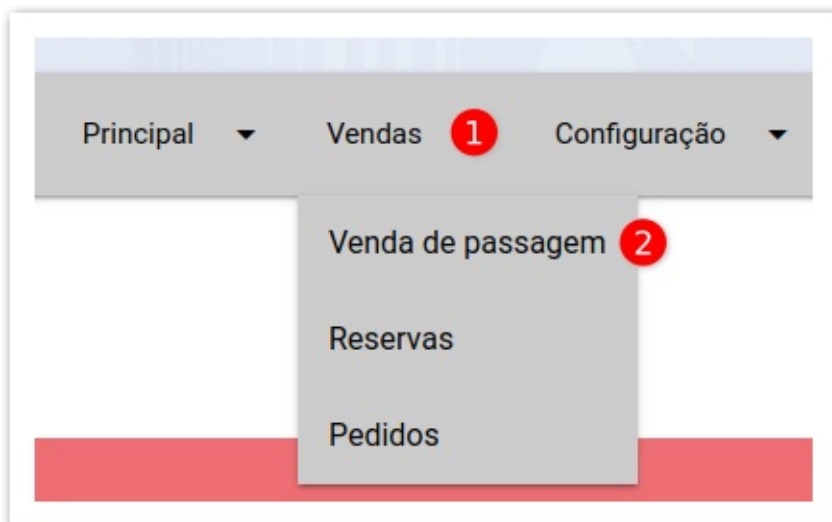 Principal Vendas 1 Configuração
Venda de passagem 2
Reservas
Pedidos